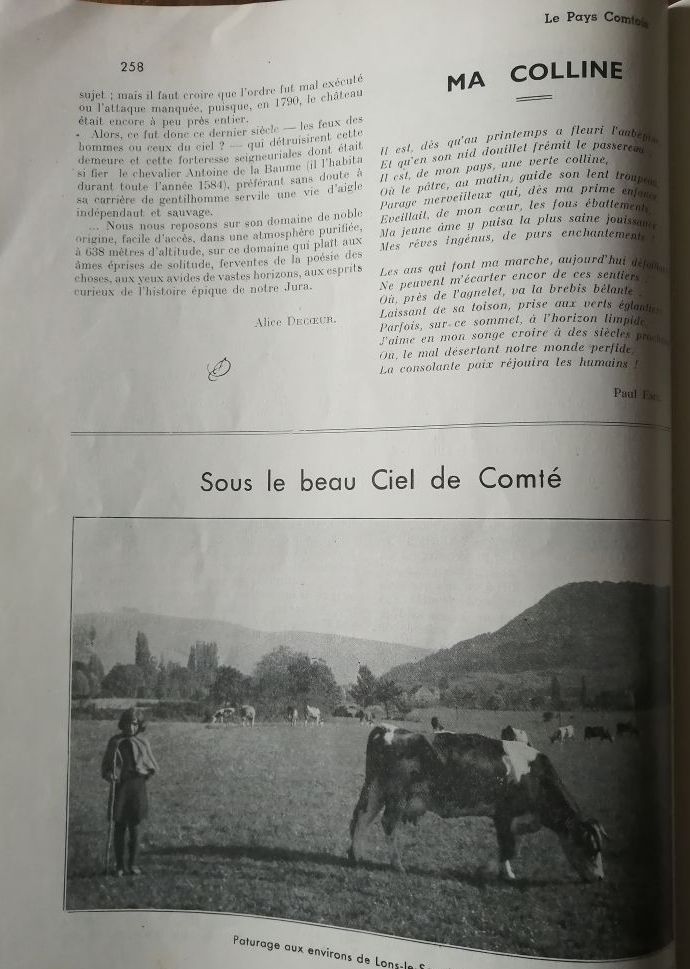 Le Pays Comtois
258
sujet ; mais il faut croire que l'ordre fut mal exécuté
ou l'attaque manquée, puisque, en 1790, le château
était encore à peu près entier.
Alors, ce fut donc ce dernier siècle — les feux des
hommes ou ceux du ciel ? — qui détruisirent cette
demeure et cette forteresse seigneuriales dont était
si fier le chevalier Antoine de la Baume (il l'habita
durant toute l'année 1584), préférant sans doute à
sa carrière de gentilhomme servile une vie d'aigle
indépendant et sauvage.
... Nous nous reposons sur son domaine de noble
origine, facile d'accès, dans une atmosphère purifiée,
à 638 mètres d'altitude, sur ce domaine qui plaît aux
âmes éprises de solitude, ferventes de la poésie des
choses, aux yeux avides de vastes horizons, aux esprits
curieux de l'histoire épique de notre Jura.
Alice DECŒUR.
MA COLLINE
Il est, dès qu'au printemps a fleuri l'aubépine
Et qu'en son nid douillet frémit le passereau
Il est, de mon pays, une verte colline,
Où le pâtre, au matin, guide son lent troupeau
Parage merveilleux qui, dès ma prime enfance
Eveillait, de mon cœur, les fous ébattements,
Ma jeune âme y puisa la plus saine jouissance
Mes rêves ingénus, de purs enchantements !
Les ans qui font ma marche, aujourd'hui
Ne peuvent m'écarter encor de ces sentiers
Où, près de l'agnelet, va la brebis bêlante
Laissant de sa toison, prise aux verts églantiers
Parfois, sur ce sommet, à l'horizon limpide,
J'aime en mon songe croire à des siècles
Où, le mal désertant notre monde perfide,
La consolante paix réjouira les humains !
Paul
Sous le beau Ciel de Comté
Paturage aux environs de Lons-le